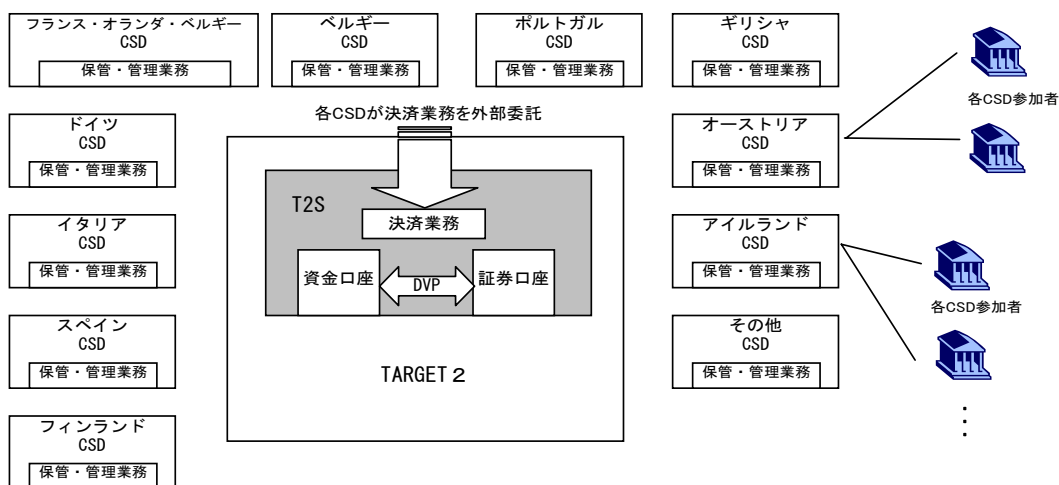 フランス・オランダ・ベルギー
CSD
保管・管理業務
ベルギー
CSD
保管・管理業務
ポルトガル
CSD
保管・管理業務
ギリシャ
CSD
保管・管理業務
各CSD参加者
各CSDが決済業務を外部委託
ドイツ
CSD
保管・管理業務
オーストリア
CSD
保管・管理業務
T2S
決済業務
資金口座
DVP
証券口座
イタリア
CSD
保管・管理業務
アイルランド
CSD
保管・管理業務
各CSD参加者
スペイン
CSD
保管・管理業務
TARGET 2
その他
CSD
保管・管理業務
フィンランド
CSD
保管・管理業務